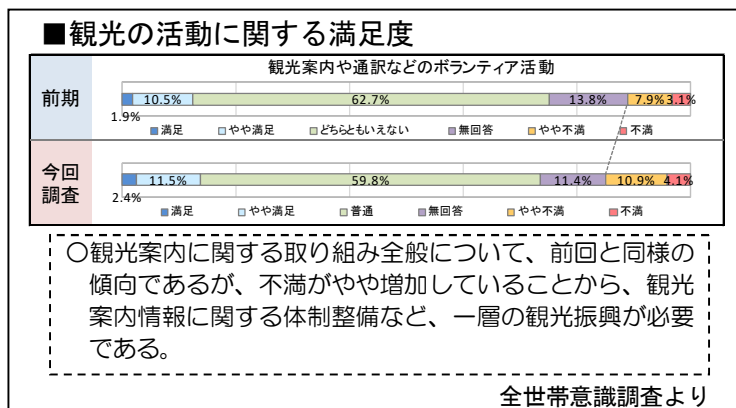 ■観光の活動に関する満足度
観光案内や通訳などのボランティア活動
前期
10.5% 62.7% 13.8% 7.9% 3.1%
1.9%
満足 やや満足 どちらともいえない 無回答 やや不満 不満
今回
調査
11.5% 59.8% 11.4% 10.9% 4.1%
2.4%
満足 やや満足 普通 無回答 やや不満 不満
○観光案内に関する取り組み全般について、前回と同様の
傾向であるが、不満がやや増加していることから、観光
案内情報に関する体制整備など、一層の観光振興が必要
である。
全世帯意識調査より